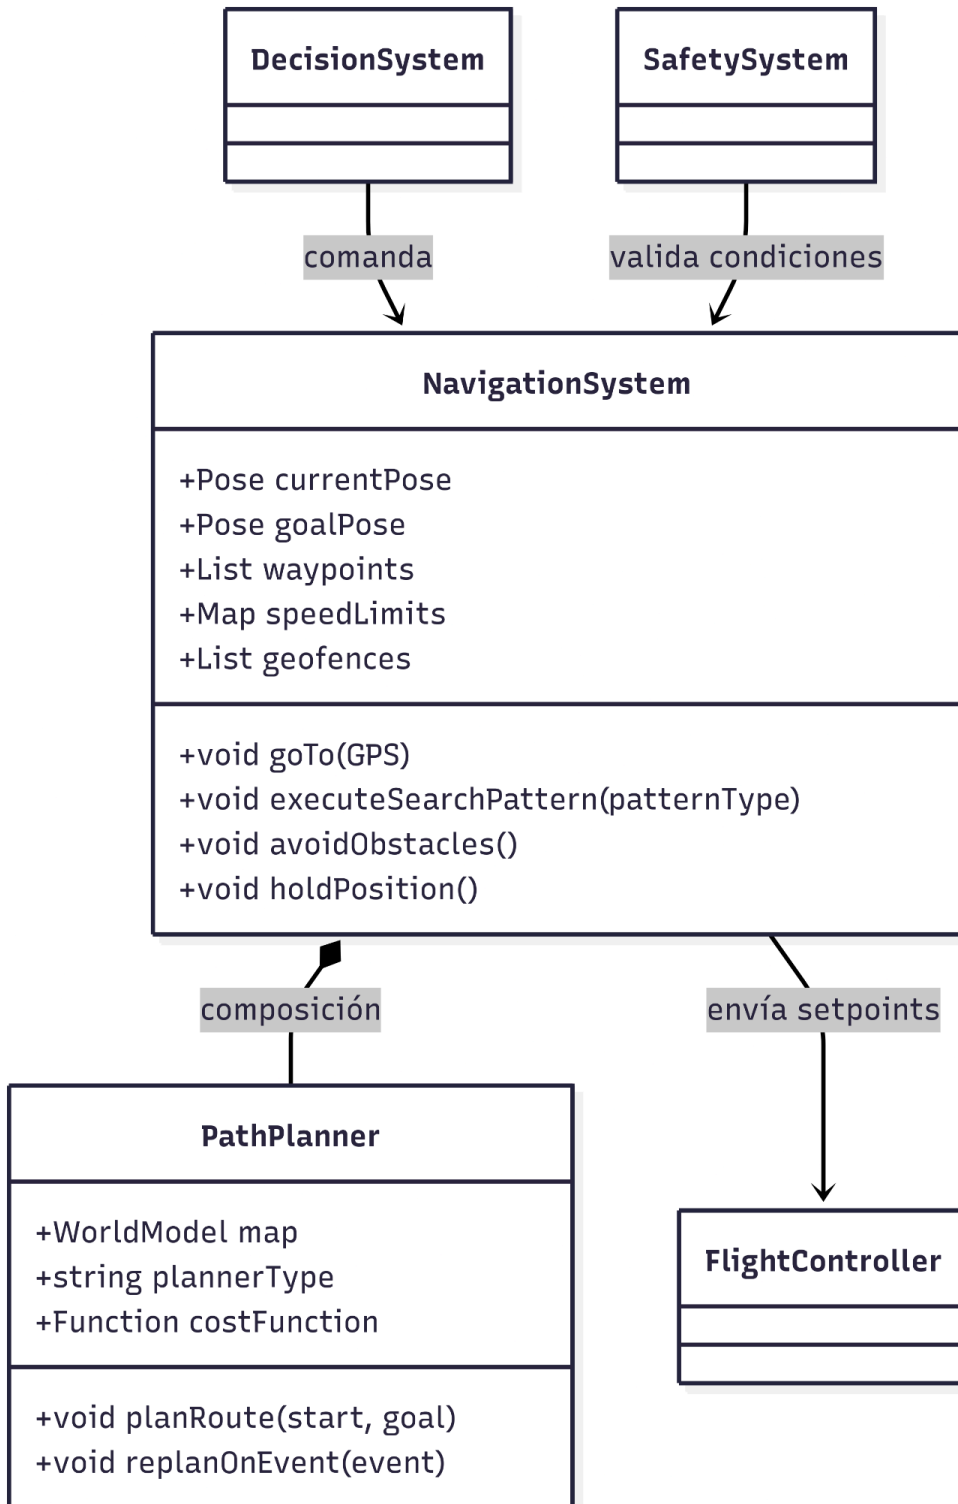 DecisionSystem
SafetySystem
comanda
valida condiciones
NavigationSystem
+Pose currentPose
+Pose goalPose
+List waypoints
+Map speedLimits
+List geofences
+void goTo(GPS)
+void executeSearchPattern(patternType)
+void avoidObstacles()
+void holdPosition()
composición
envía setpoints
PathPlanner
+WorldModel map
+string plannerType
+Function costFunction
+void planRoute(start, goal)
+void replanOnEvent(event)
FlightController